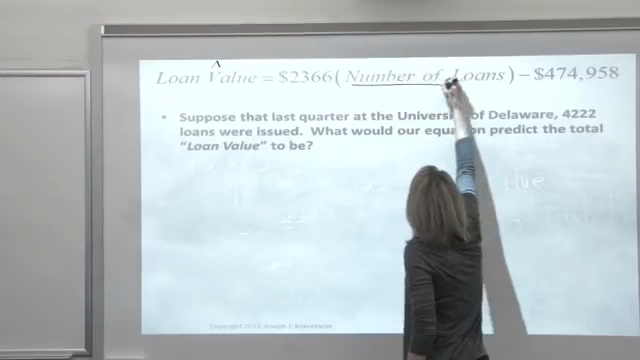 Loan Value = $2366(Number of Loans) − $474,958
• Suppose that last quarter at the University of Delaware, 4222
loans were issued. What would our equation predict the total
"Loan Value" to be?